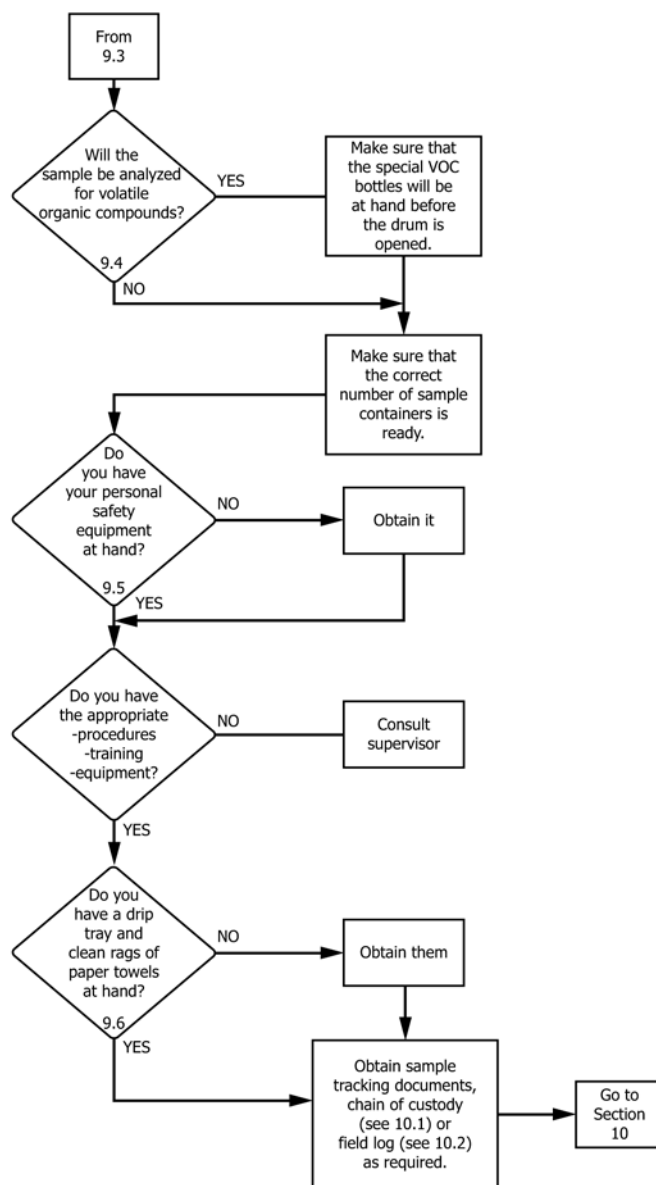 From
9.3
Will the
sample be analyzed
for volatile
organic compounds?
9.4
YES
Make sure that
the special VOC
bottles will be
at hand before
the drum is
opened.
NO
Make sure that
the correct
number of sample
containers is
ready.
Do
you have
your personal
safety
equipment
at hand?
9.5
NO
Obtain it
YES
Do you have
the appropriate
-procedures
-training
-equipment?
NO
Consult
supervisor
YES
Do you
have a drip
tray and
clean rags of
paper towels
at hand?
9.6
NO
Obtain them
YES
Obtain sample
tracking documents,
chain of custody
(see 10.1) or
field log (see 10.2)
as required.
Go to
Section
10